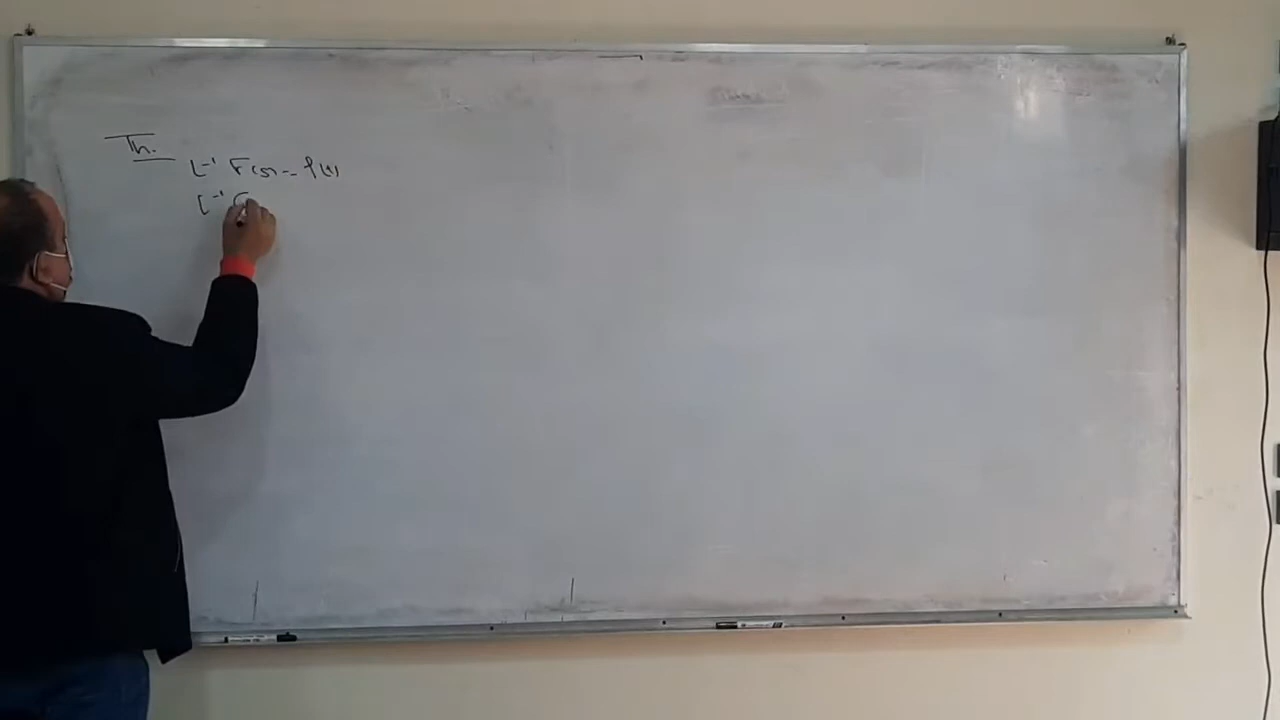 Th.
L⁻¹ F(s) = f(t)
L⁻¹ G